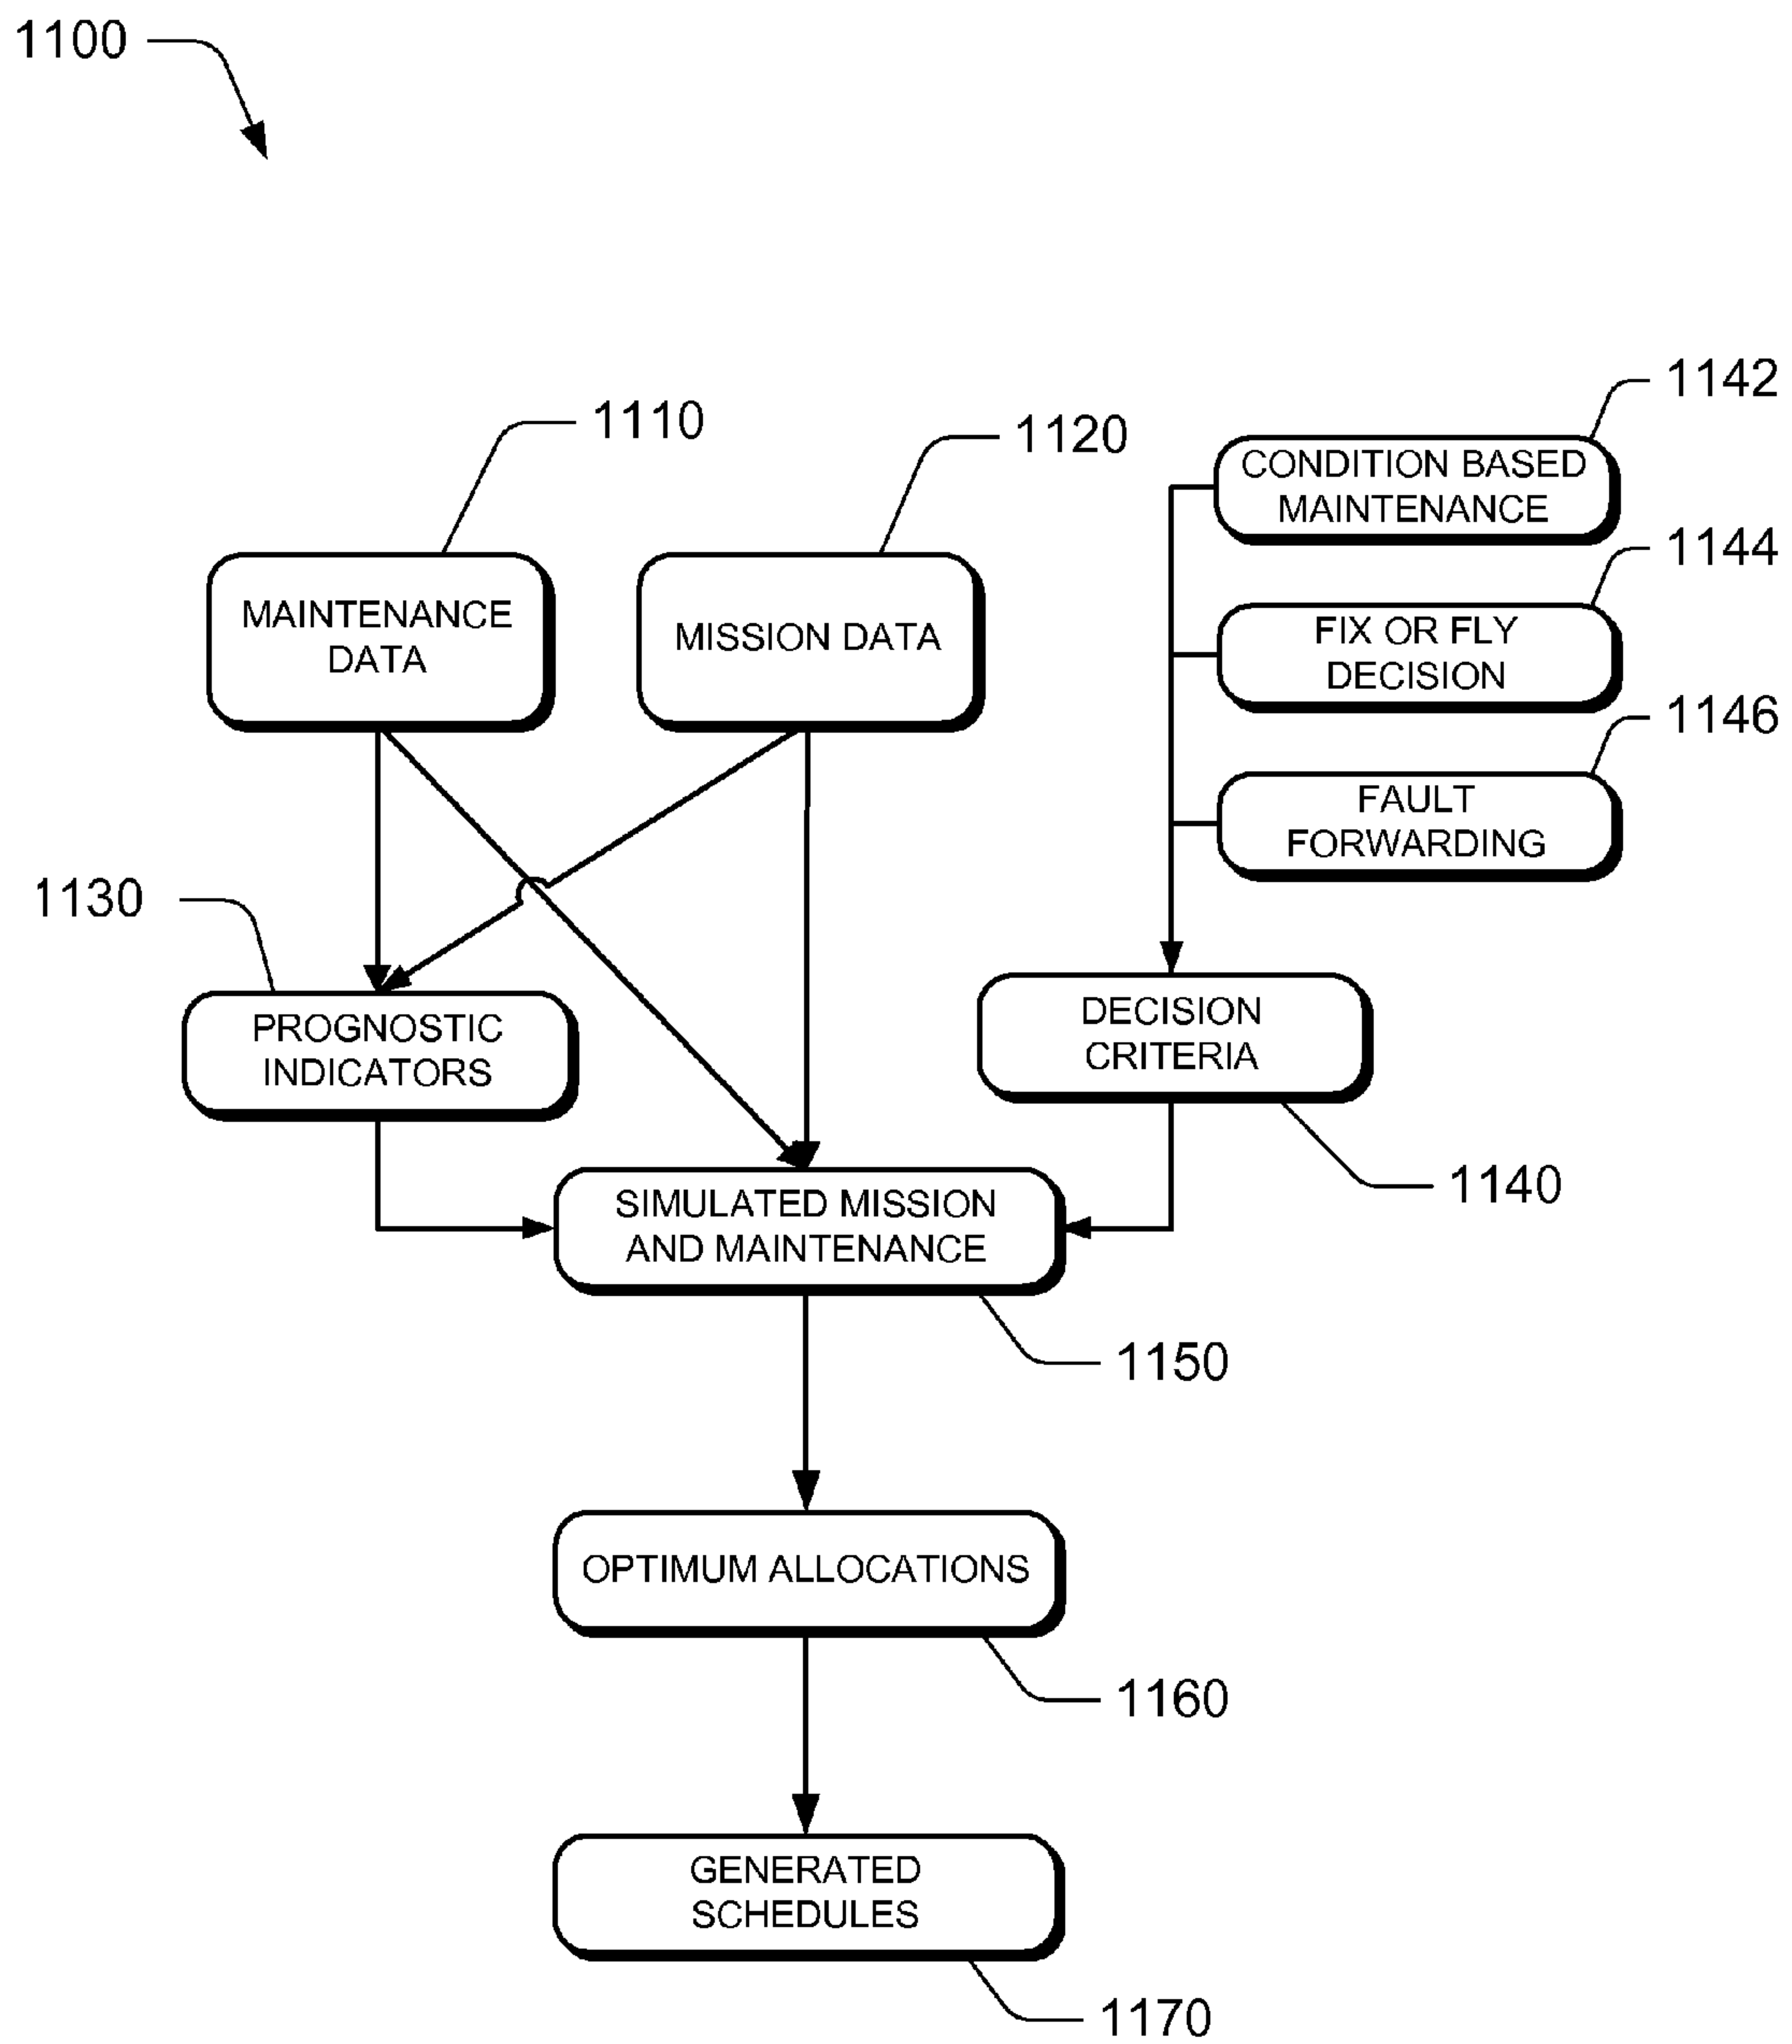 1100
1142
1110
1120
CONDITION BASED
MAINTENANCE
1144
MAINTENANCE
DATA
MISSION DATA
FIX OR FLY
DECISION
1146
FAULT
FORWARDING
1130
PROGNOSTIC
INDICATORS
DECISION
CRITERIA
1140
SIMULATED MISSION
AND MAINTENANCE
1150
OPTIMUM ALLOCATIONS
1160
GENERATED
SCHEDULES
1170